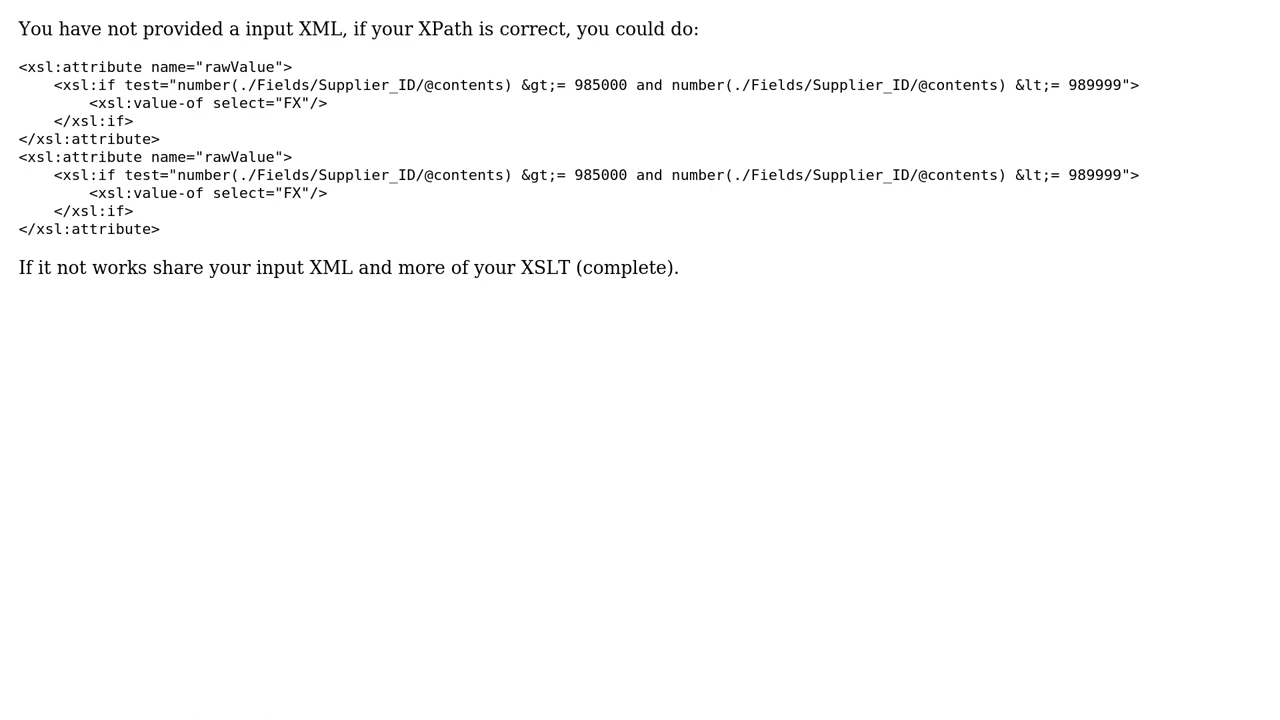 You have not provided a input XML, if your XPath is correct, you could do:
<xsl:attribute name="rawValue">
    <xsl:if test="number(./Fields/Supplier_ID/@contents) &gt;= 985000 and number(./Fields/Supplier_ID/@contents) &lt;= 989999">
        <xsl:value-of select="FX"/>
    </xsl:if>
</xsl:attribute>
<xsl:attribute name="rawValue">
    <xsl:if test="number(./Fields/Supplier_ID/@contents) &gt;= 985000 and number(./Fields/Supplier_ID/@contents) &lt;= 989999">
        <xsl:value-of select="FX"/>
    </xsl:if>
</xsl:attribute>
If it not works share your input XML and more of your XSLT (complete).